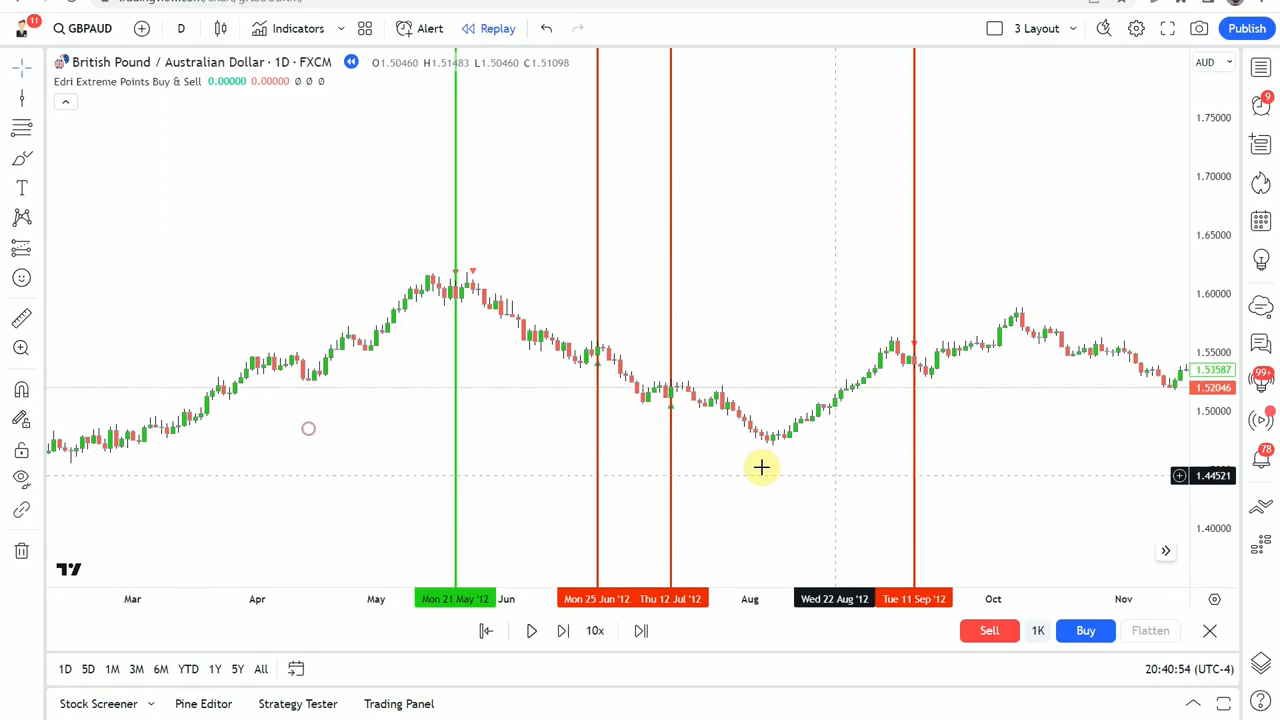 11
GBPAUD
D
Indicators
Alert
Replay
3 Layout
Publish
British Pound / Australian Dollar · 1D · FXCM
O1.50460 H1.51483 L1.50460 C1.51098
AUD
Edri Extreme Points Buy & Sell 0.00000 0.00000 Ø Ø Ø
9
1.75000
1.70000
1.65000
1.60000
1.55000
1.53587
1.52046
1.50000
1.44521
1.40000
99+
78
Mar
Apr
May
Mon 21 May '12
Jun
Mon 25 Jun '12
Thu 12 Jul '12
Aug
Wed 22 Aug '12
Tue 11 Sep '12
Oct
Nov
10x
Sell
1K
Buy
Flatten
1D 5D 1M 3M 6M YTD 1Y 5Y All
20:40:54 (UTC-4)
Stock Screener
Pine Editor
Strategy Tester
Trading Panel